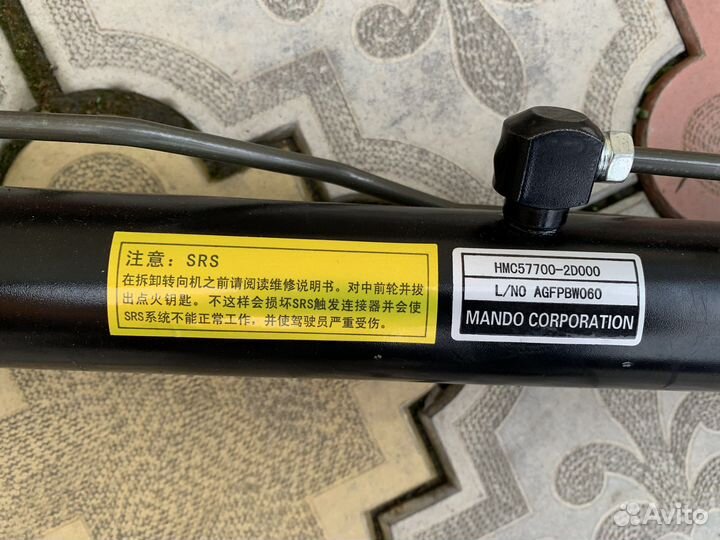 注意：SRS
在拆卸转向机之前请阅读维修说明书。对中前轮并拔
出点火钥匙。不这样会损坏SRS触发连接器并会使
SRS系统不能正常工作，并使驾驶员严重受伤。
HMC57700-2D000
L/NO AGFPBW060
MANDO CORPORATION
Avito